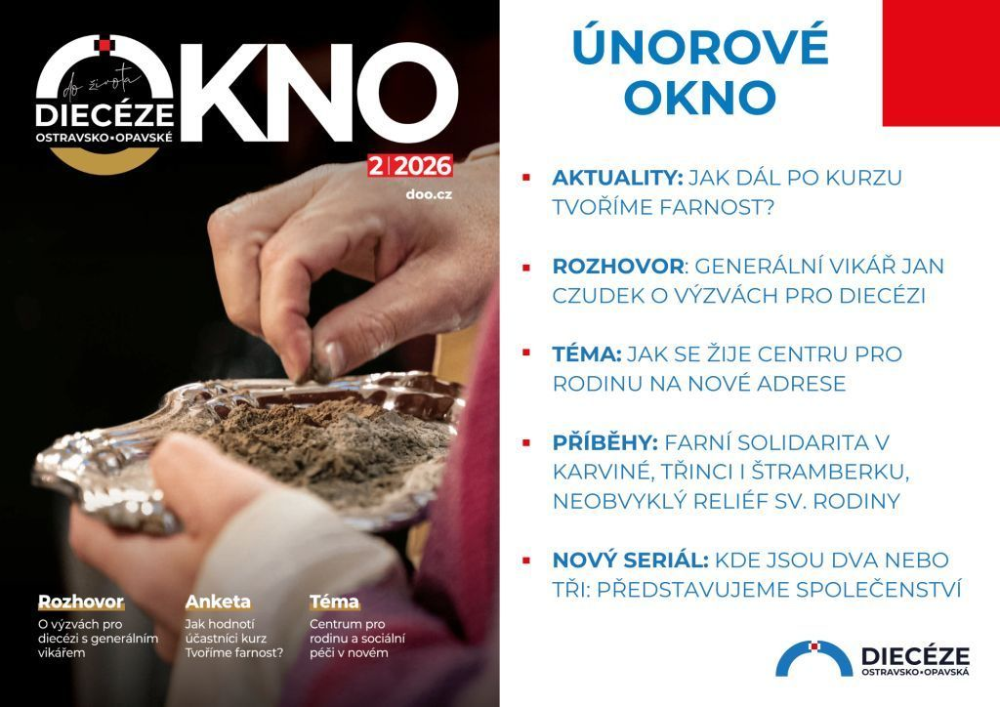 KNO
do života
DIECÉZE
OSTRAVSKO▪OPAVSKÉ
2|2026
doo.cz
Rozhovor
O výzvách pro
diecézi s generálním
vikářem
Anketa
Jak hodnotí
účastníci kurz
Tvoříme farnost?
Téma
Centrum pro
rodinu a sociální
péči v novém
ÚNOROVÉ
OKNO
▪ AKTUALITY: JAK DÁL PO KURZU
TVOŘÍME FARNOST?
▪ ROZHOVOR: GENERÁLNÍ VIKÁŘ JAN
CZUDEK O VÝZVÁCH PRO DIECÉZI
▪ TÉMA: JAK SE ŽIJE CENTRU PRO
RODINU NA NOVÉ ADRESE
▪ PŘÍBĚHY: FARNÍ SOLIDARITA V
KARVINÉ, TŘINCI I ŠTRAMBERKU,
NEOBVYKLÝ RELIÉF SV. RODINY
▪ NOVÝ SERIÁL: KDE JSOU DVA NEBO
TŘI: PŘEDSTAVUJEME SPOLEČENSTVÍ
DIECÉZE
OSTRAVSKO▪OPAVSKÁ